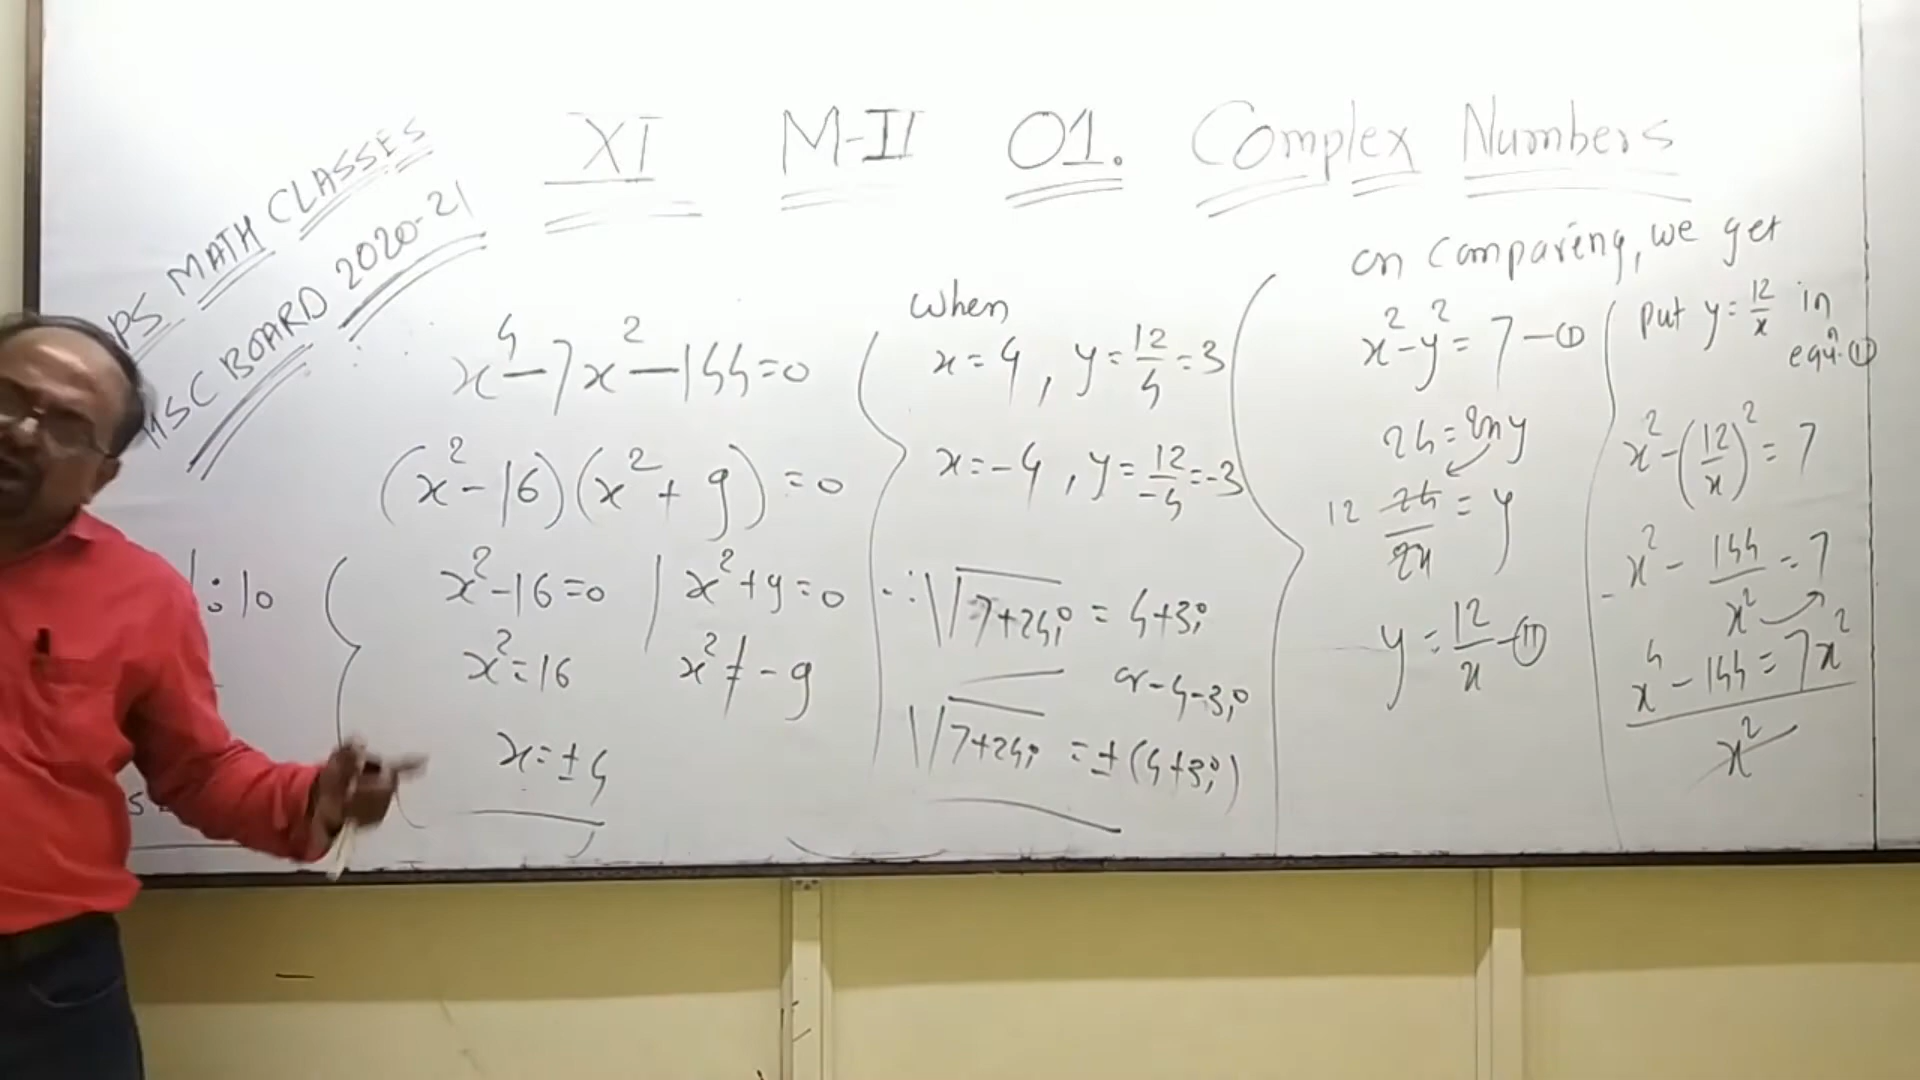 XI M-II 01. Complex Numbers
PS MATH CLASSES
HSC BOARD 2020-21
x⁴-7x²-144=0
(x²-16)(x²+9)=0
x²-16=0 | x²+9=0
x²=16 x²≠-9
x=±4
when
x=4, y=12/4=3
x=-4, y=12/-4=-3
∴√7+24i = 4+3i
or -4-3i
√7+24i = ±(4+3i)
on comparing, we get
x²-y²=7-①
24=2xy
12 24/2x=y
y=12/x-⑪
put y=12/x in
eqn.①
x²-(12/x)²=7
x²-144/x²=7
x⁴-144=7x²
x²
:10